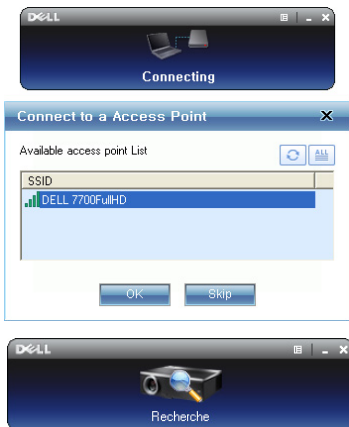 DELL
Connecting
Connect to a Access Point
Available access point List
ALL
SSID
DELL 7700FullHD
OK
Skip
DELL
Recherche